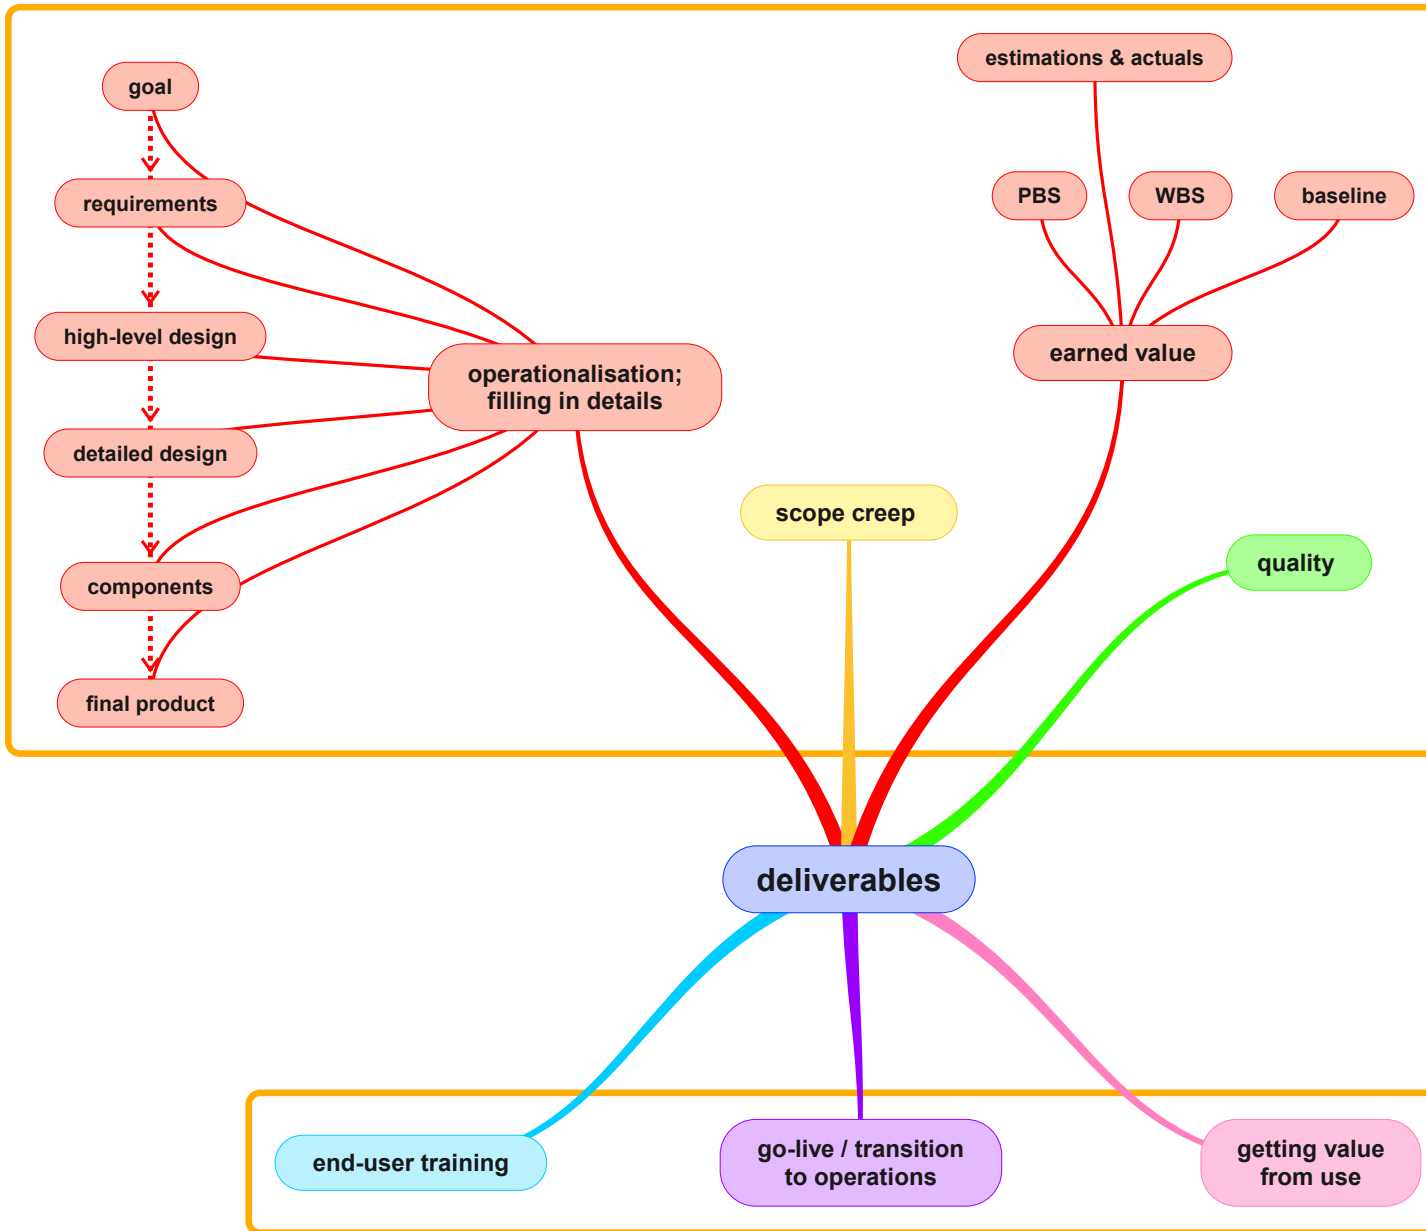 estimations & actuals
goal
PBS
WBS
baseline
requirements
high-level design
earned value
operationalisation;
filling in details
detailed design
scope creep
quality
components
final product
deliverables
end-user training
go-live / transition
to operations
getting value
from use